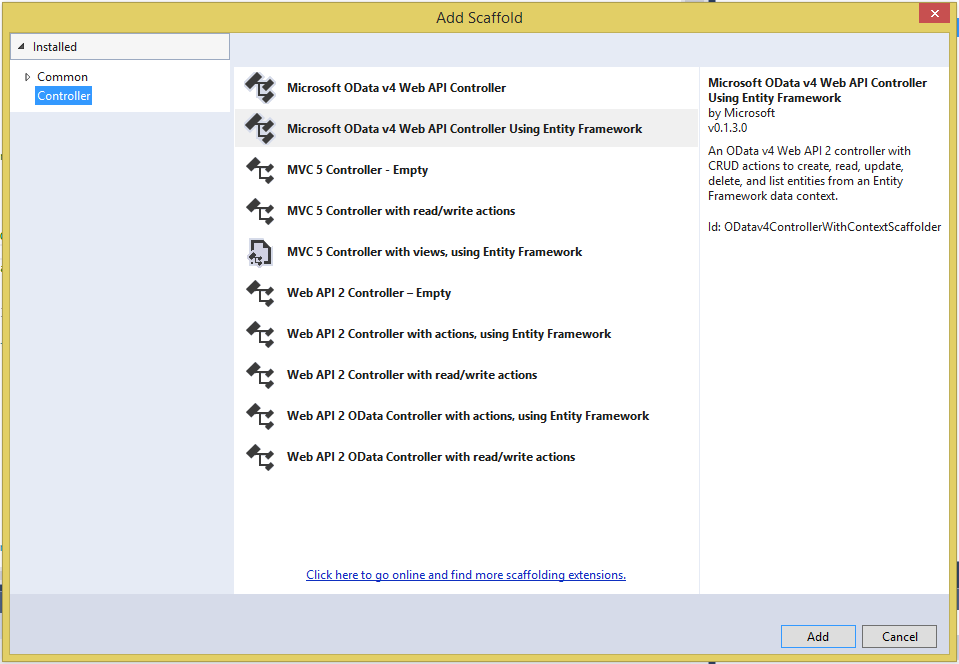 Add Scaffold
Installed
Common
Controller
Microsoft OData v4 Web API Controller
Microsoft OData v4 Web API Controller Using Entity Framework
MVC 5 Controller - Empty
MVC 5 Controller with read/write actions
MVC 5 Controller with views, using Entity Framework
Web API 2 Controller – Empty
Web API 2 Controller with actions, using Entity Framework
Web API 2 Controller with read/write actions
Web API 2 OData Controller with actions, using Entity Framework
Web API 2 OData Controller with read/write actions
Click here to go online and find more scaffolding extensions.
Microsoft OData v4 Web API Controller
Using Entity Framework
by Microsoft
v0.1.3.0
An OData v4 Web API 2 controller with
CRUD actions to create, read, update,
delete, and list entities from an Entity
Framework data context.
Id: ODatav4ControllerWithContextScaffolder
Add
Cancel